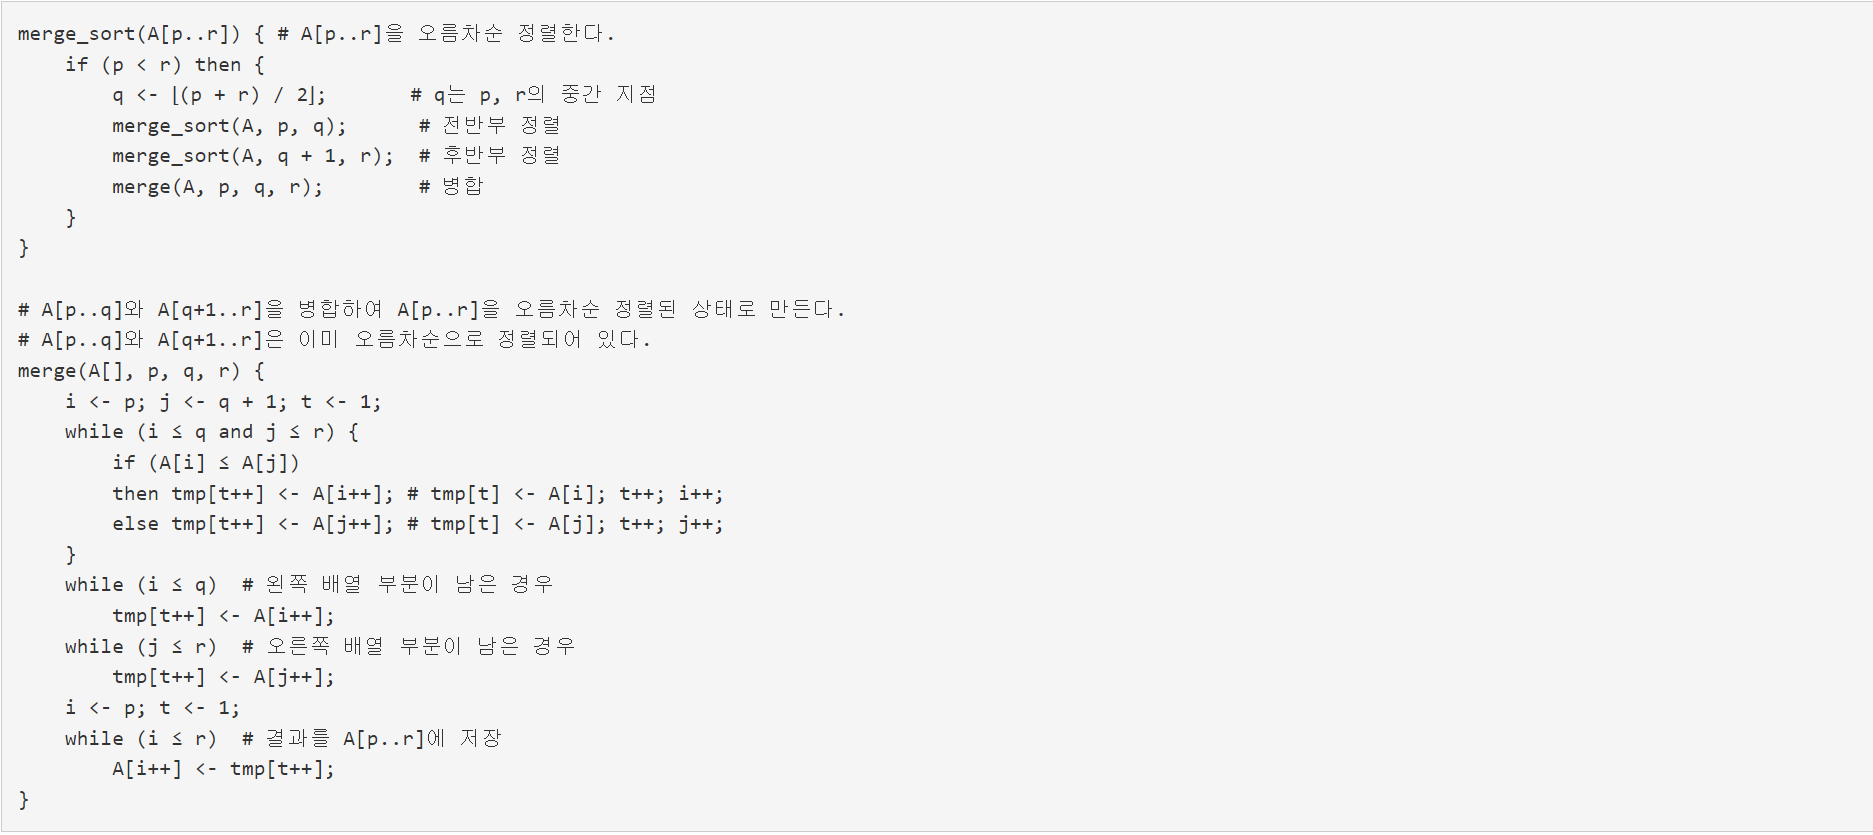 merge_sort(A[p..r]) { # A[p..r]을 오름차순 정렬한다.
    if (p < r) then {
        q <- ⌊(p + r) / 2⌋;       # q는 p, r의 중간 지점
        merge_sort(A, p, q);      # 전반부 정렬
        merge_sort(A, q + 1, r);  # 후반부 정렬
        merge(A, p, q, r);        # 병합
    }
}

# A[p..q]와 A[q+1..r]을 병합하여 A[p..r]을 오름차순 정렬된 상태로 만든다.
# A[p..q]와 A[q+1..r]은 이미 오름차순으로 정렬되어 있다.
merge(A[], p, q, r) {
    i <- p; j <- q + 1; t <- 1;
    while (i ≤ q and j ≤ r) {
        if (A[i] ≤ A[j])
        then tmp[t++] <- A[i++]; # tmp[t] <- A[i]; t++; i++;
        else tmp[t++] <- A[j++]; # tmp[t] <- A[j]; t++; j++;
    }
    while (i ≤ q)  # 왼쪽 배열 부분이 남은 경우
        tmp[t++] <- A[i++];
    while (j ≤ r)  # 오른쪽 배열 부분이 남은 경우
        tmp[t++] <- A[j++];
    i <- p; t <- 1;
    while (i ≤ r)  # 결과를 A[p..r]에 저장
        A[i++] <- tmp[t++];
}